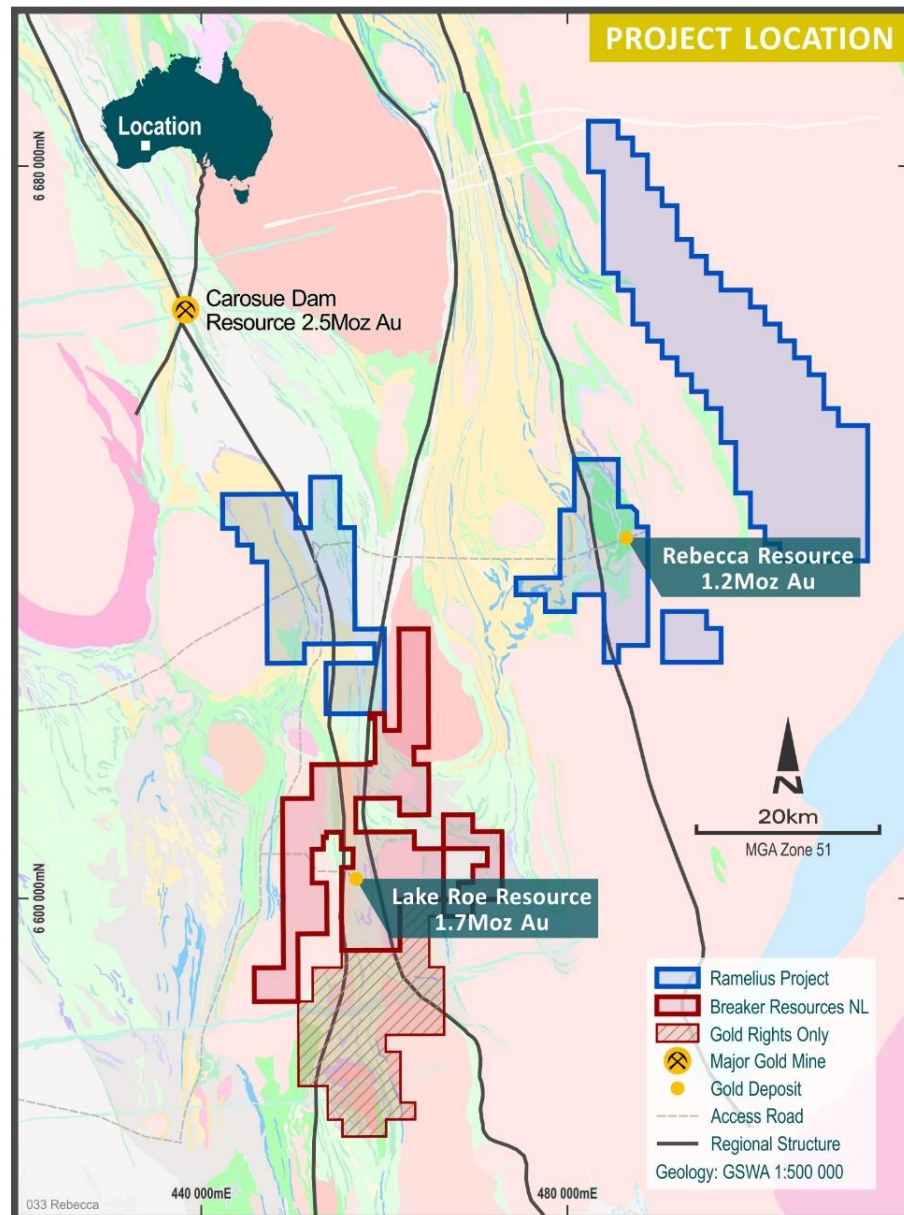 PROJECT LOCATION
Location
6 680 000mN
Carosue Dam
Resource 2.5Moz Au
Rebecca Resource
1.2Moz Au
N
20km
MGA Zone 51
6 600 000mN
Lake Roe Resource
1.7Moz Au
Ramelius Project
Breaker Resources NL
Gold Rights Only
Major Gold Mine
Gold Deposit
Access Road
Regional Structure
Geology: GSWA 1:500 000
033 Rebecca
440 000mE
480 000mE